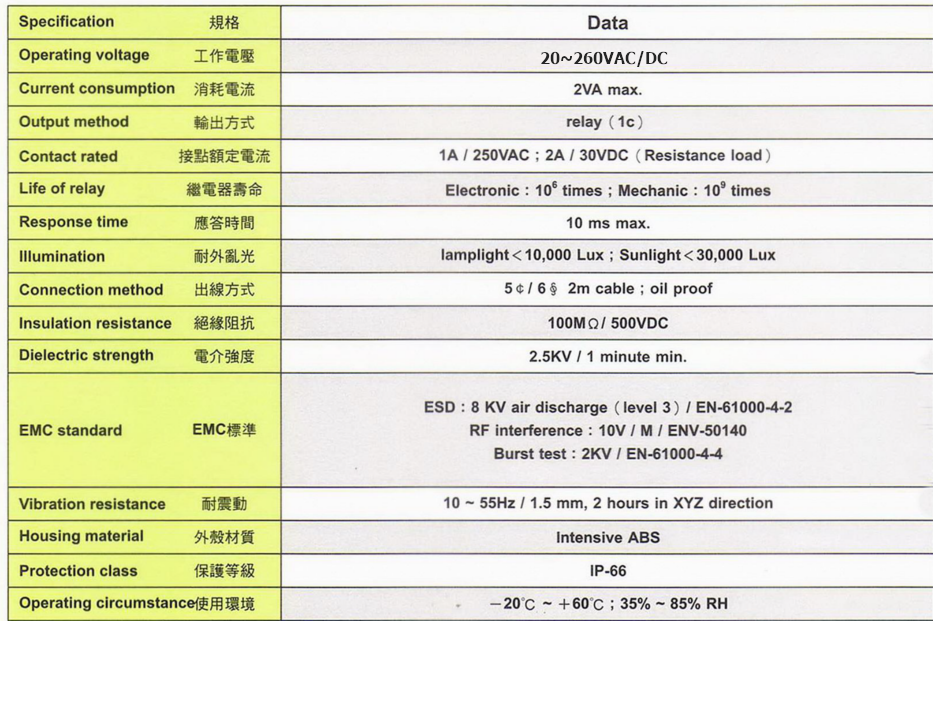 Specification 規格 Data
Operating voltage 工作電壓 20~260VAC/DC
Current consumption 消耗電流 2VA max.
Output method 輸出方式 relay（1c）
Contact rated 接點額定電流 1A / 250VAC ; 2A / 30VDC（Resistance load）
Life of relay 繼電器壽命 Electronic : 10⁶ times ; Mechanic : 10⁹ times
Response time 應答時間 10 ms max.
Illumination 耐外亂光 lamplight＜10,000 Lux ; Sunlight＜30,000 Lux
Connection method 出線方式 5￠/ 6§ 2m cable ; oil proof
Insulation resistance 絕緣阻抗 100MΩ/ 500VDC
Dielectric strength 電介強度 2.5KV / 1 minute min.
ESD : 8 KV air discharge（level 3）/ EN-61000-4-2
EMC standard EMC標準 RF interference : 10V / M / ENV-50140
Burst test : 2KV / EN-61000-4-4
Vibration resistance 耐震動 10 ~ 55Hz / 1.5 mm, 2 hours in XYZ direction
Housing material 外殼材質 Intensive ABS
Protection class 保護等級 IP-66
Operating circumstance使用環境 －20℃ ~ ＋60℃ ; 35% ~ 85% RH